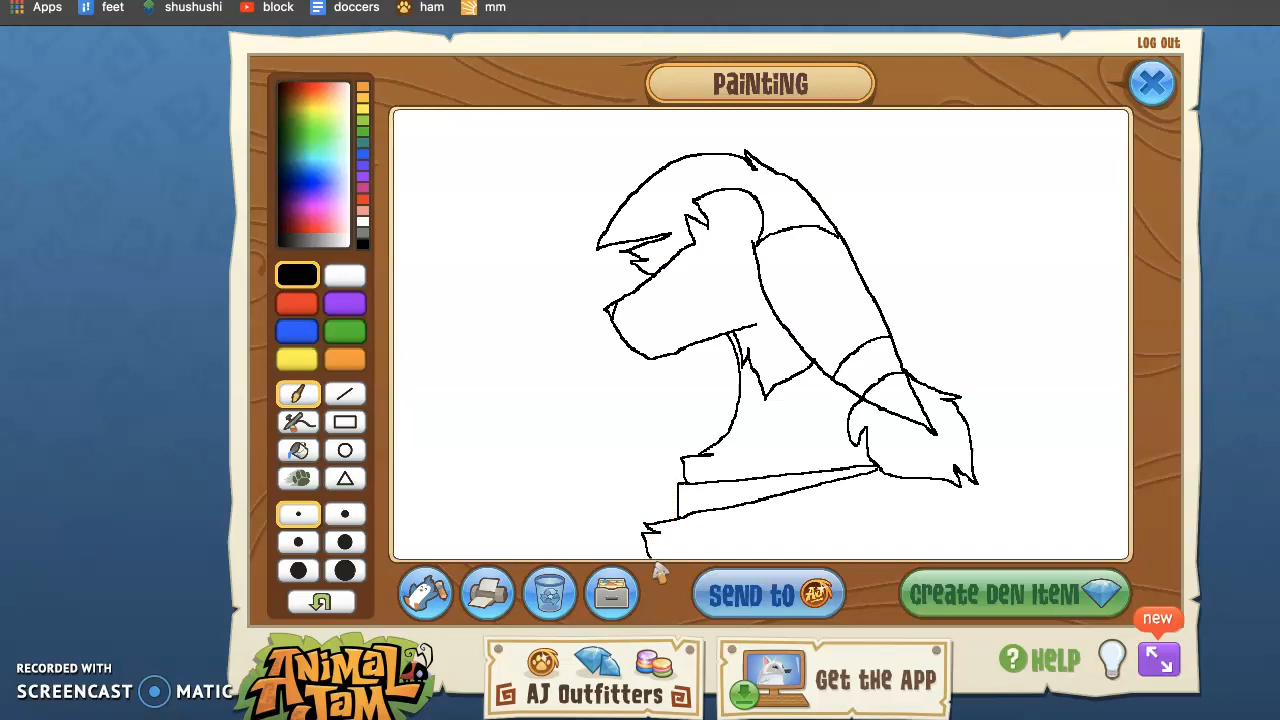 Apps feet shushushi block doccers ham mm
LOG OUT
PAINTING
SEND TO AJ
CREATE DEN ITEM
new
HELP
ANIMAL
JAM
AJ OUTFITTERS
GET THE APP
RECORDED WITH
SCREENCAST MATIC